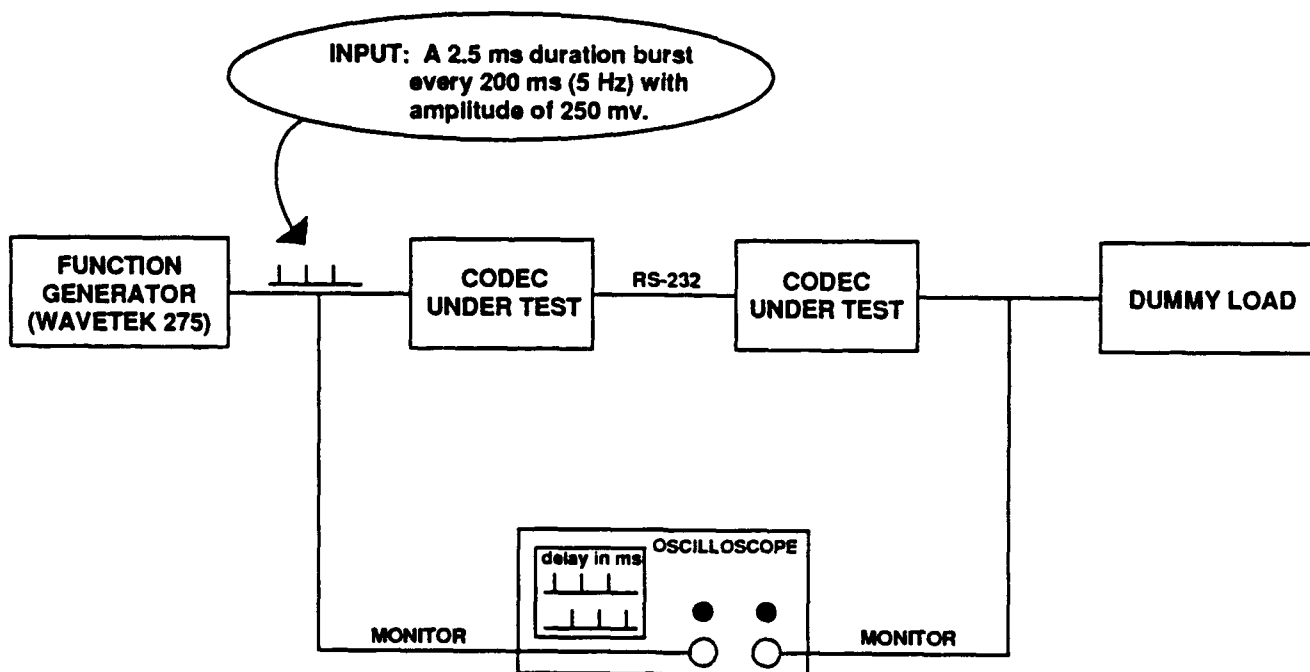 INPUT: A 2.5 ms duration burst
every 200 ms (5 Hz) with
amplitude of 250 mv.
FUNCTION
GENERATOR
(WAVETEK 275)
CODEC
UNDER TEST
RS-232
CODEC
UNDER TEST
DUMMY LOAD
OSCILLOSCOPE
delay in ms
MONITOR
MONITOR